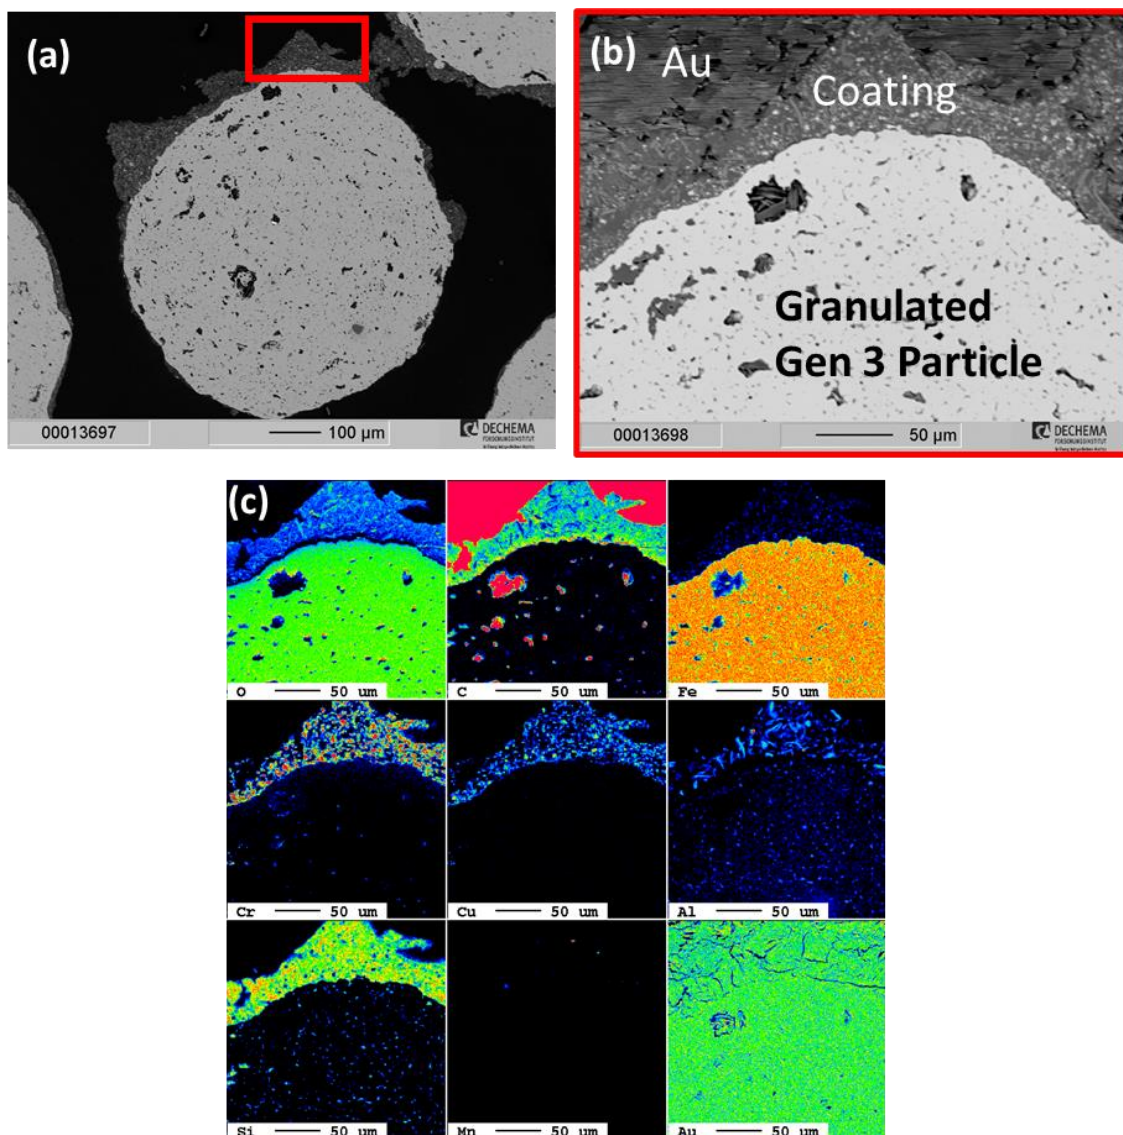 (a)
00013697
100 µm
DECHEMA
FORSCHUNGSINSTITUT
(b)
Au
Coating
Granulated
Gen 3 Particle
00013698
50 µm
DECHEMA
FORSCHUNGSINSTITUT
(c)
O 50 um
C 50 um
Fe 50 um
Cr 50 um
Cu 50 um
Al 50 um
Si 50 um
Mn 50 um
Au 50 um